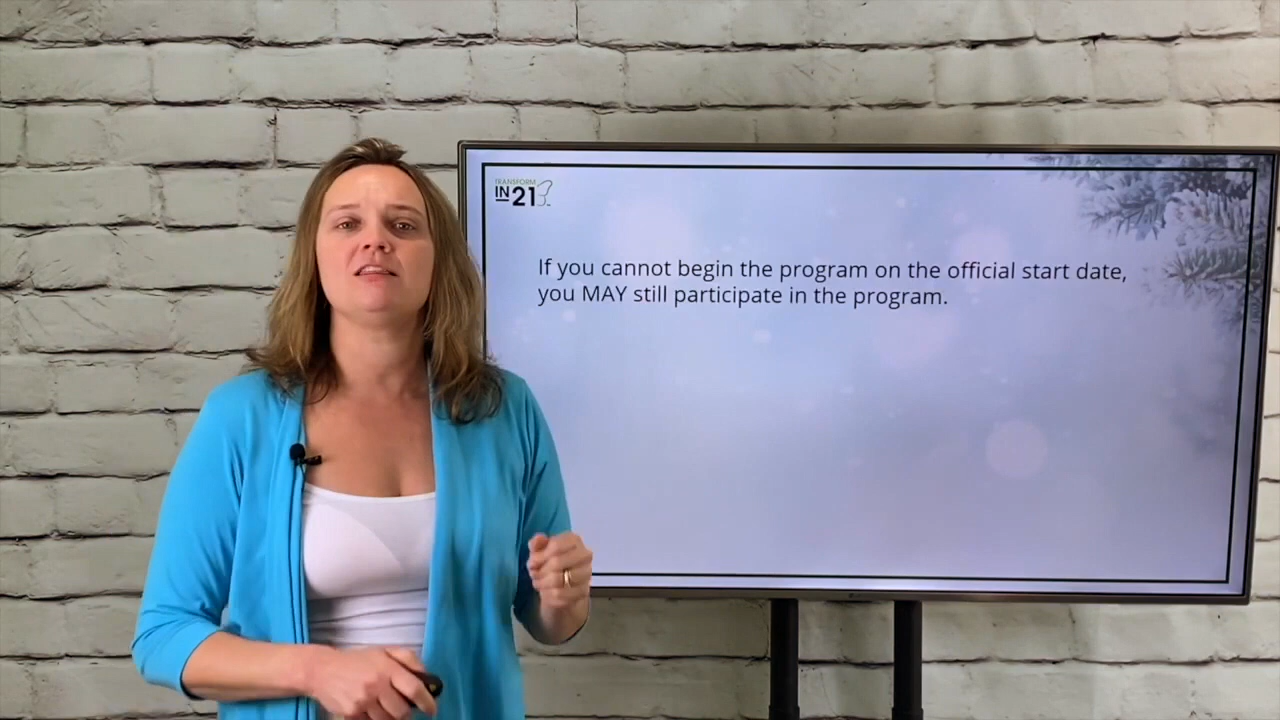 TRANSFORM
IN 21
If you cannot begin the program on the official start date,
you MAY still participate in the program.